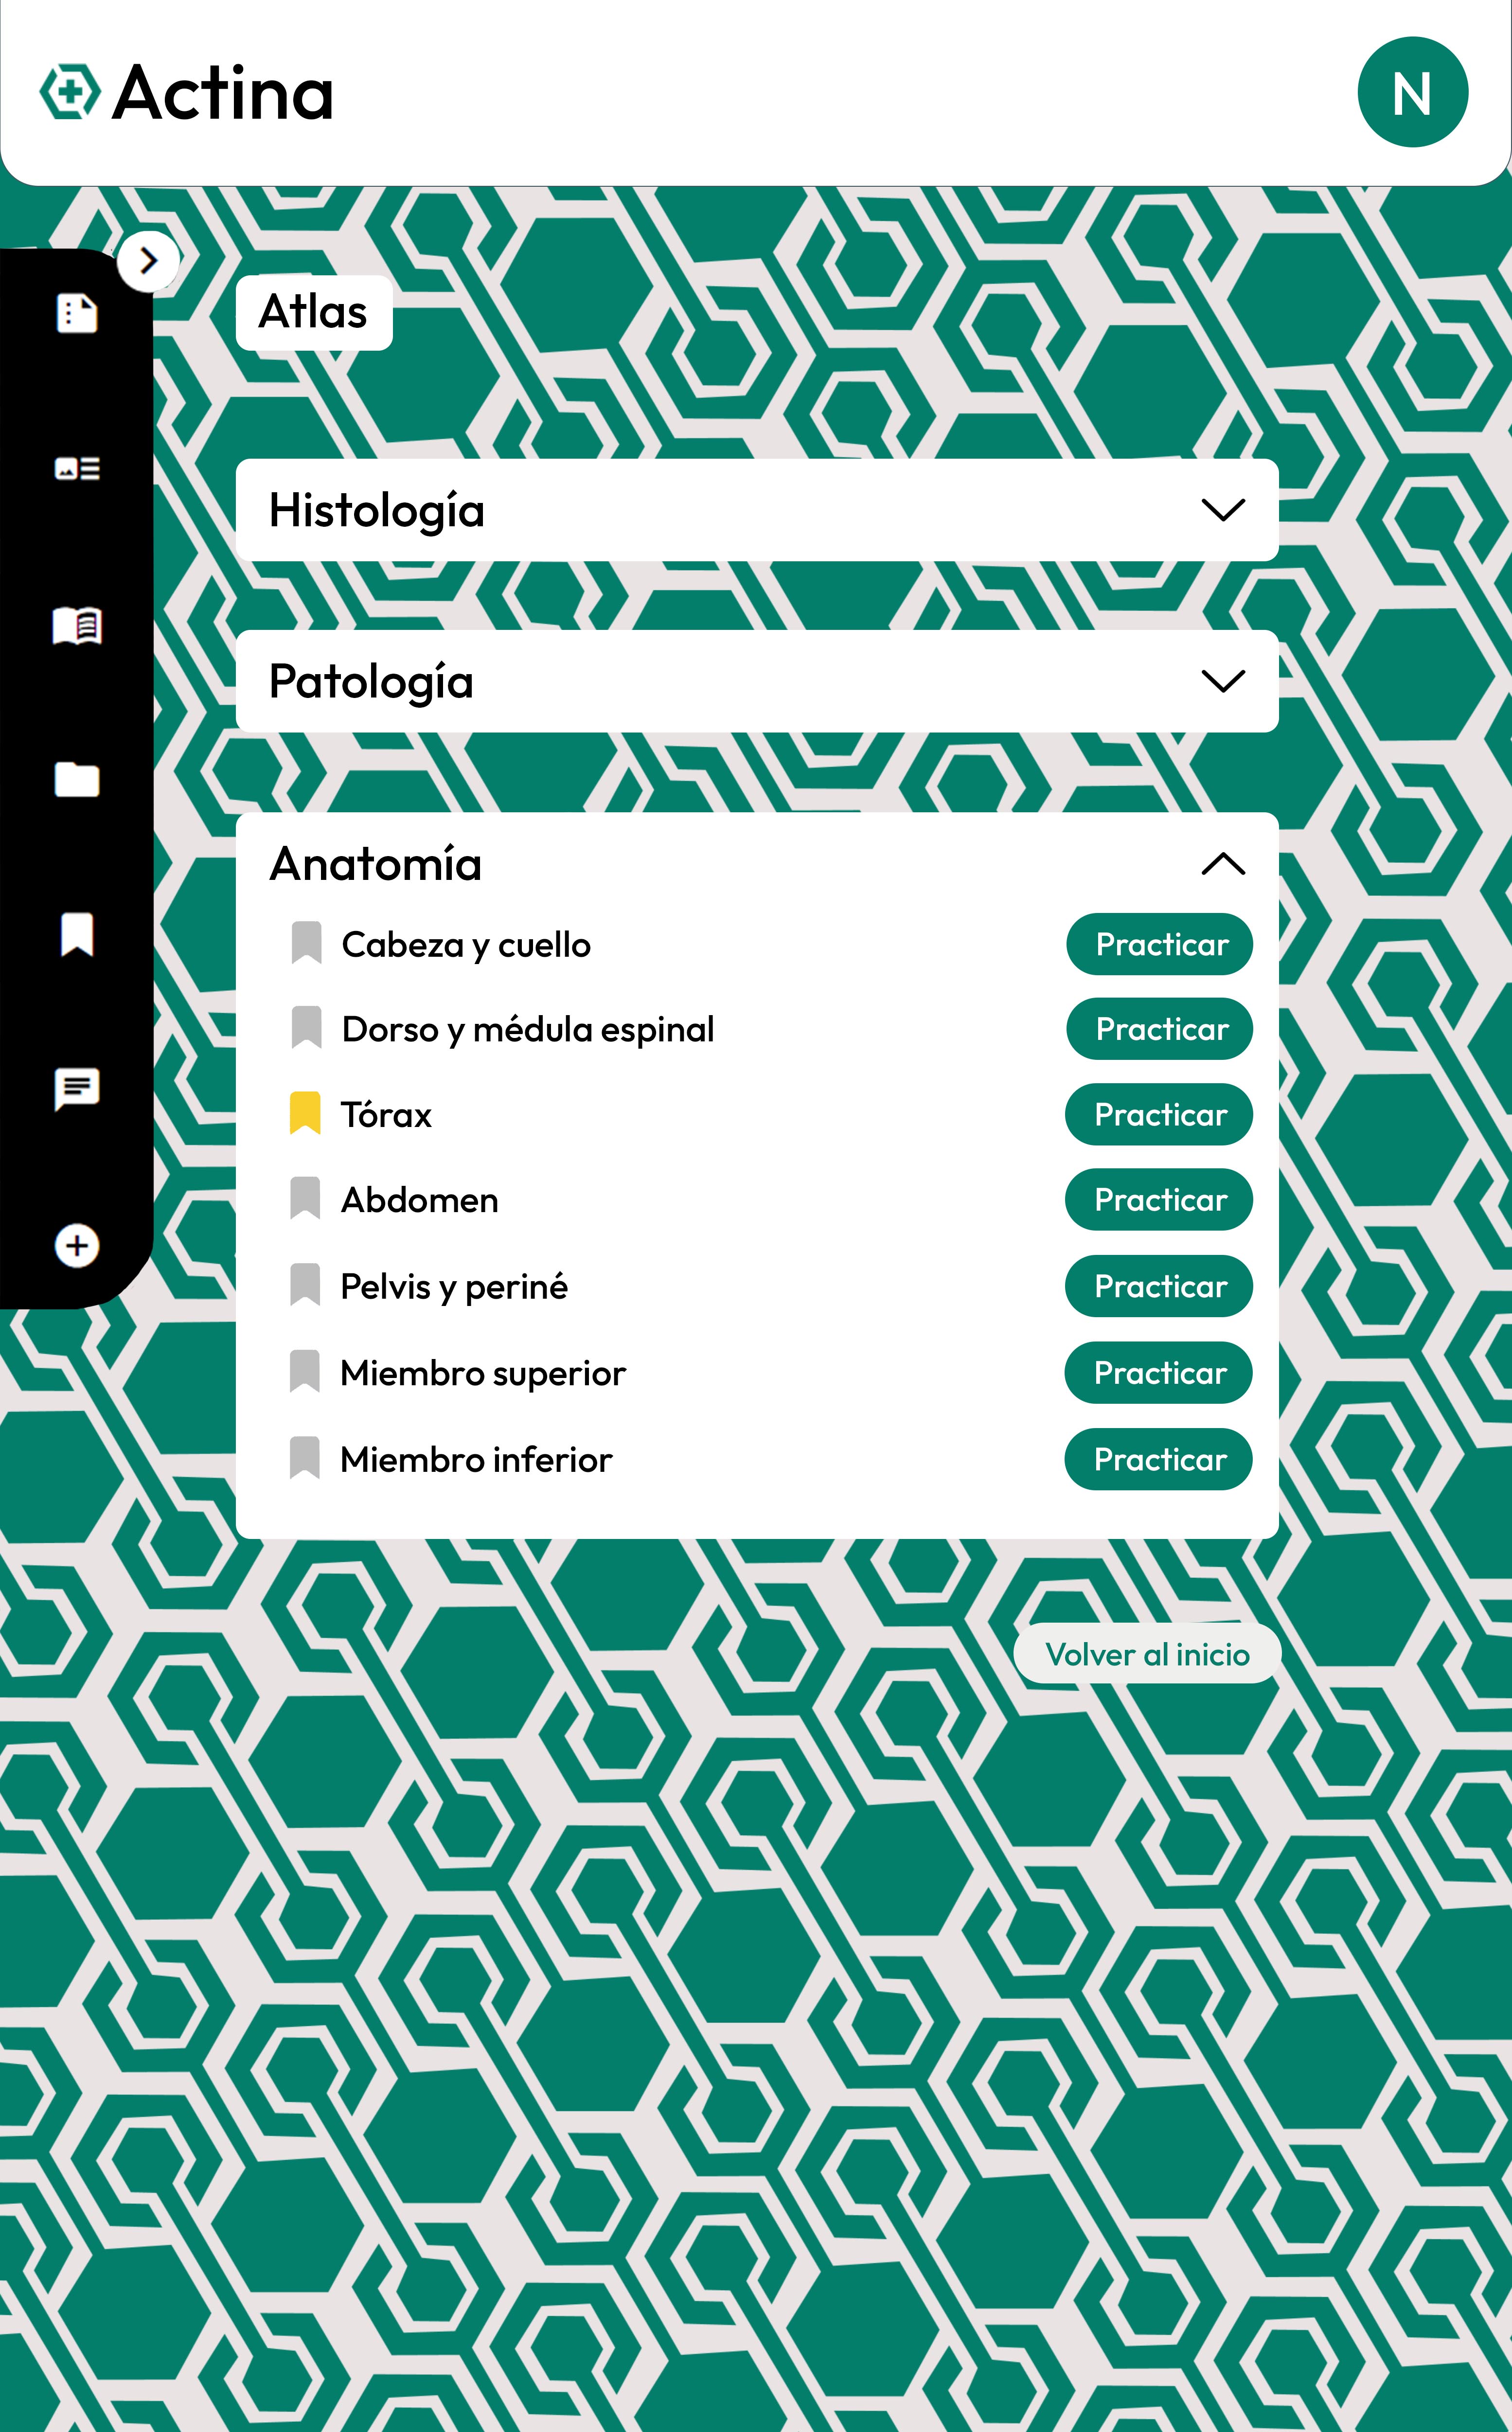 Actina
N
Atlas
Histología
Patología
Anatomía
Cabeza y cuello Practicar
Dorso y médula espinal Practicar
Tórax Practicar
Abdomen Practicar
Pelvis y periné Practicar
Miembro superior Practicar
Miembro inferior Practicar
Volver al inicio